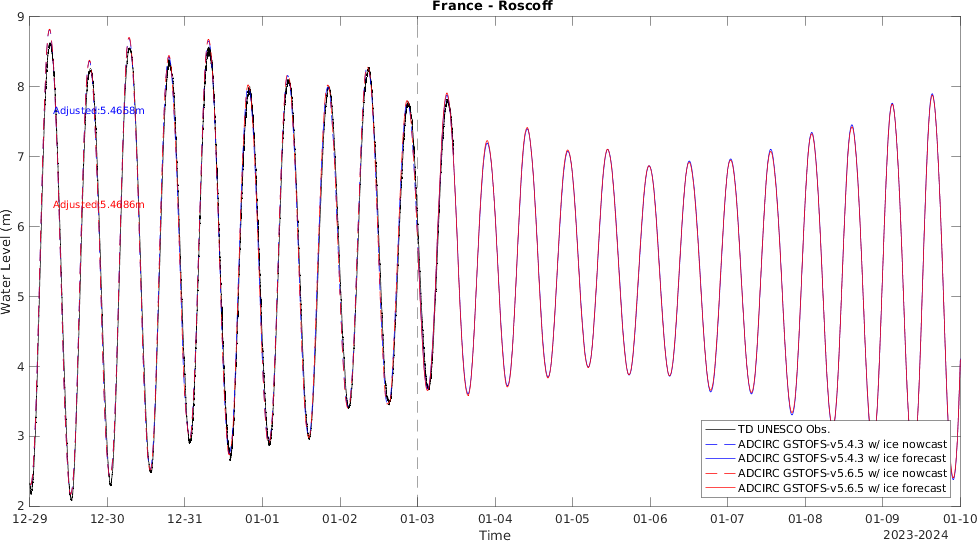 France - Roscoff
9
8
7
6
5
4
3
2
Water Level (m)
Adjusted:5.4658m
Adjusted:5.4686m
TD UNESCO Obs.
ADCIRC GSTOFS-v5.4.3 w/ ice nowcast
ADCIRC GSTOFS-v5.4.3 w/ ice forecast
ADCIRC GSTOFS-v5.6.5 w/ ice nowcast
ADCIRC GSTOFS-v5.6.5 w/ ice forecast
12-29 12-30 12-31 01-01 01-02 01-03 01-04 01-05 01-06 01-07 01-08 01-09 01-10
Time
2023-2024